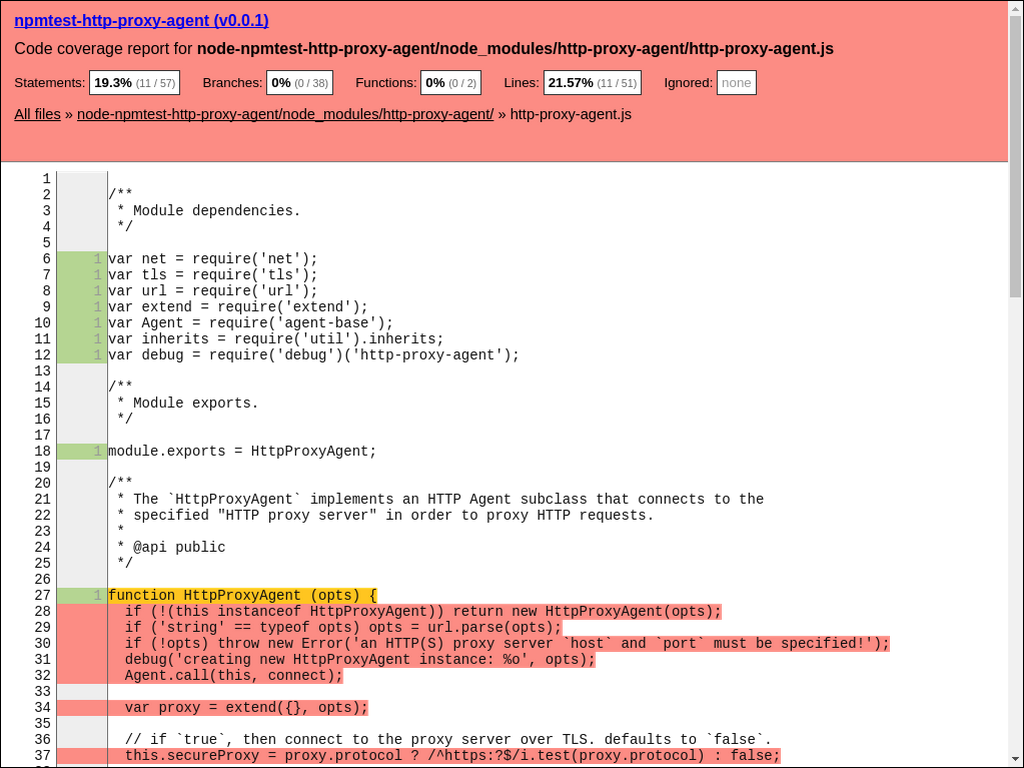 npmtest-http-proxy-agent (v0.0.1)
Code coverage report for node-npmtest-http-proxy-agent/node_modules/http-proxy-agent/http-proxy-agent.js
Statements: 19.3% (11 / 57) Branches: 0% (0 / 38) Functions: 0% (0 / 2) Lines: 21.57% (11 / 51) Ignored: none
All files » node-npmtest-http-proxy-agent/node_modules/http-proxy-agent/ » http-proxy-agent.js
1
2 /**
3  * Module dependencies.
4  */
5
6 1 var net = require('net');
7 1 var tls = require('tls');
8 1 var url = require('url');
9 1 var extend = require('extend');
10 1 var Agent = require('agent-base');
11 1 var inherits = require('util').inherits;
12 1 var debug = require('debug')('http-proxy-agent');
13
14 /**
15  * Module exports.
16  */
17
18 1 module.exports = HttpProxyAgent;
19
20 /**
21  * The `HttpProxyAgent` implements an HTTP Agent subclass that connects to the
22  * specified "HTTP proxy server" in order to proxy HTTP requests.
23  *
24  * @api public
25  */
26
27 1 function HttpProxyAgent (opts) {
28   if (!(this instanceof HttpProxyAgent)) return new HttpProxyAgent(opts);
29   if ('string' == typeof opts) opts = url.parse(opts);
30   if (!opts) throw new Error('an HTTP(S) proxy server `host` and `port` must be specified!');
31   debug('creating new HttpProxyAgent instance: %o', opts);
32   Agent.call(this, connect);
33
34   var proxy = extend({}, opts);
35
36   // if `true`, then connect to the proxy server over TLS. defaults to `false`.
37   this.secureProxy = proxy.protocol ? /^https:?$/i.test(proxy.protocol) : false;